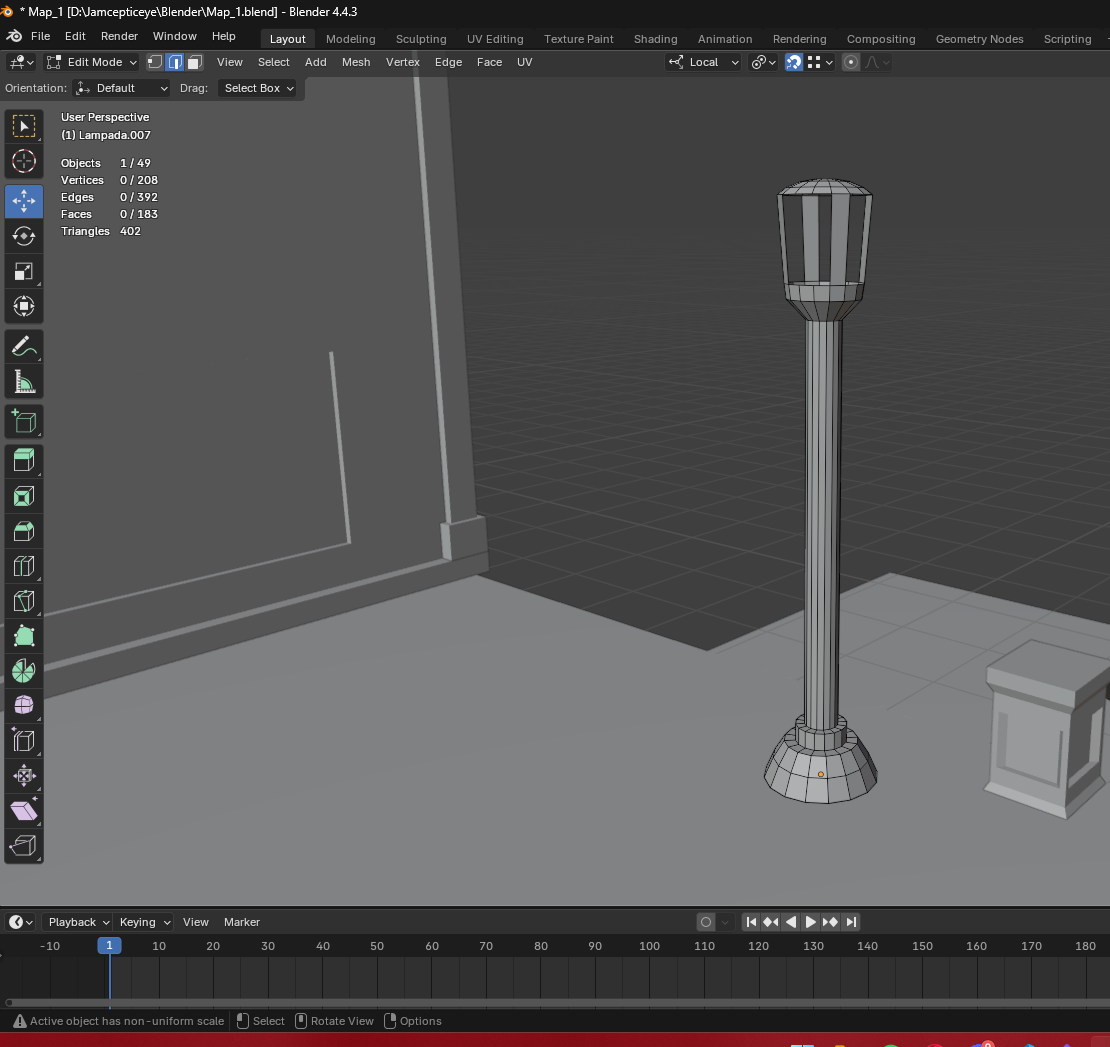 * Map_1 [D:\Jamcepticeye\Blender\Map_1.blend] - Blender 4.4.3
File Edit Render Window Help Layout Modeling Sculpting UV Editing Texture Paint Shading Animation Rendering Compositing Geometry Nodes Scripting
Edit Mode View Select Add Mesh Vertex Edge Face UV Local
Orientation: Default Drag: Select Box
User Perspective
(1) Lampada.007
Objects 1 / 49
Vertices 0 / 208
Edges 0 / 392
Faces 0 / 183
Triangles 402
Playback Keying View Marker
-10 1 10 20 30 40 50 60 70 80 90 100 110 120 130 140 150 160 170 180
Active object has non-uniform scale Select Rotate View Options